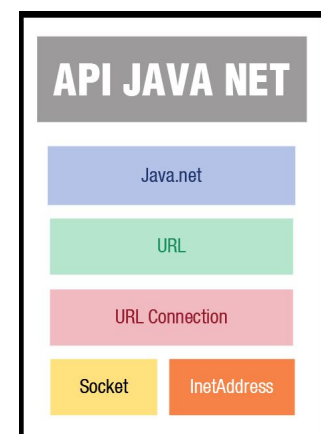 API JAVA NET
Java.net
URL
URL Connection
Socket InetAddress